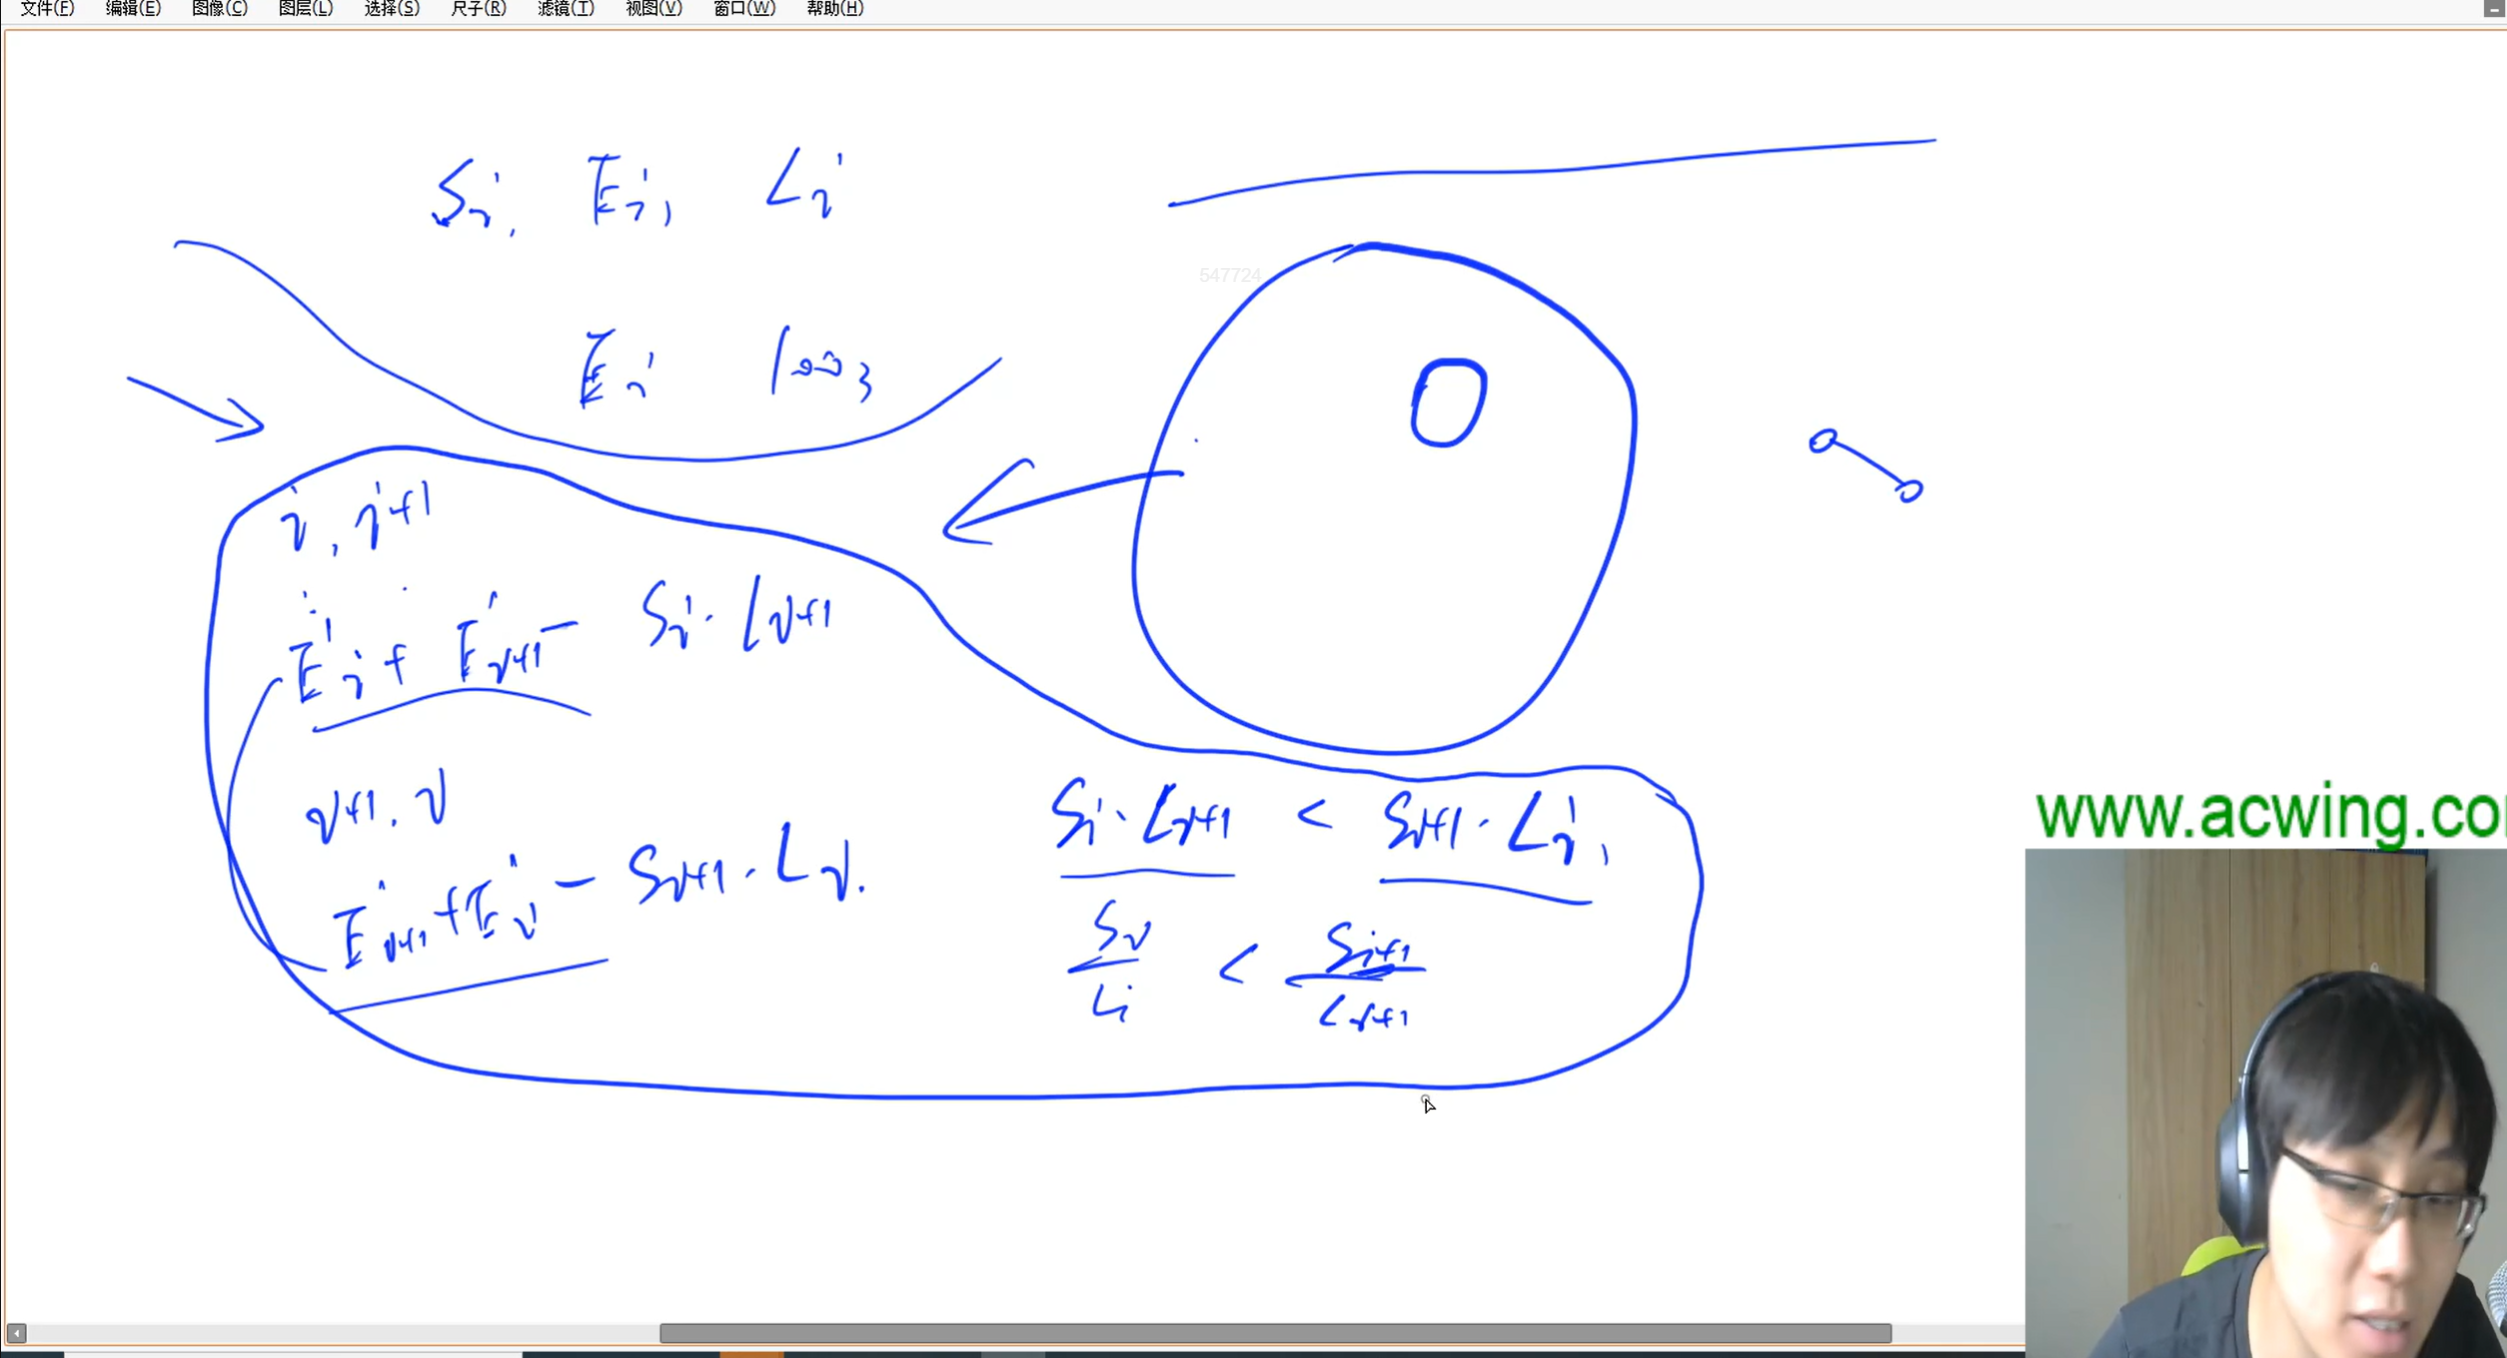 文件(F) 编辑(E) 图像(C) 图层(L) 选择(S) 尺子(R) 滤镜(T) 视图(V) 窗口(W) 帮助(H)
Si, Ei, Li
547724
Ei loss
i, i+1
Ei + Ei+1 - Si · Li+1
i+1, i
Ei+1 + Ei - Si+1 · Li.
Si · Li+1 < Si+1 · Li,
Si/Li < Si+1/Li+1
www.acwing.co